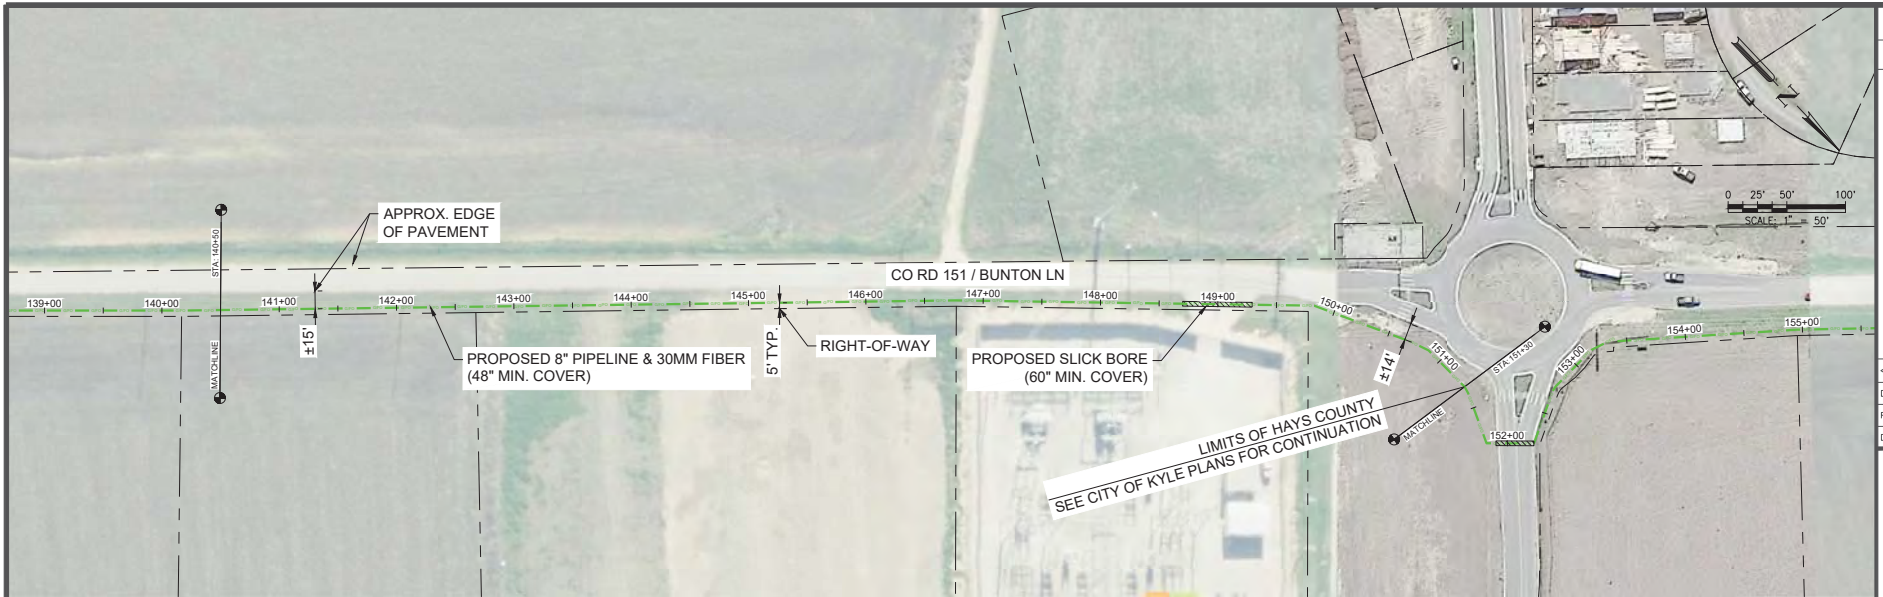 0 25' 50' 100'
SCALE: 1" = 50'
N
APPROX. EDGE
OF PAVEMENT
STA: 140+50
MATCHLINE
CO RD 151 / BUNTON LN
139+00
140+00
141+00
142+00
143+00
144+00
145+00
146+00
147+00
148+00
149+00
150+00
151+00
152+00
153+00
154+00
155+00
±15'
PROPOSED 8" PIPELINE & 30MM FIBER
(48" MIN. COVER)
5' TYP.
RIGHT-OF-WAY
PROPOSED SLICK BORE
(60" MIN. COVER)
±14'
STA:151+30
MATCHLINE
LIMITS OF HAYS COUNTY
SEE CITY OF KYLE PLANS FOR CONTINUATION